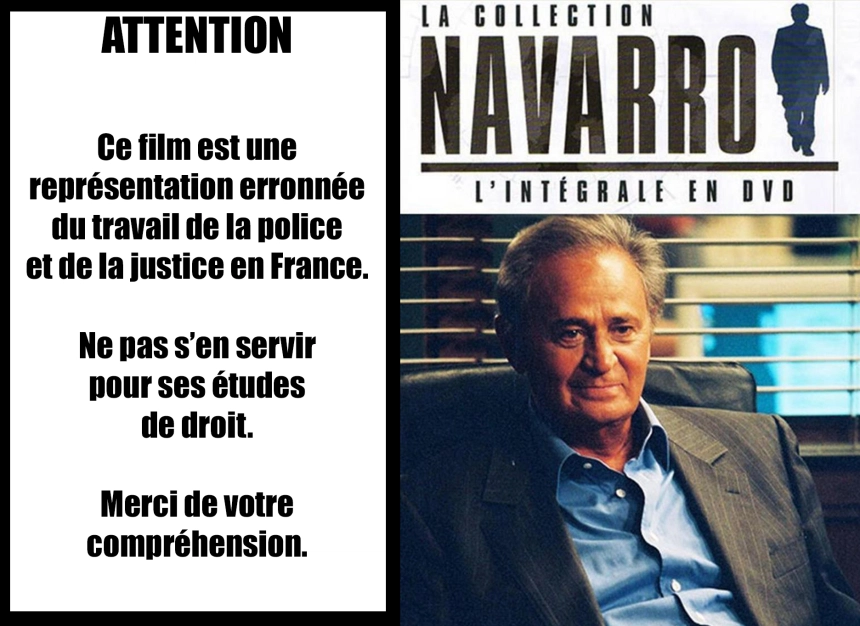 ATTENTION
Ce film est une
représentation erronnée
du travail de la police
et de la justice en France.
Ne pas s’en servir
pour ses études
de droit.
Merci de votre
compréhension.
LA COLLECTION
NAVARRO
L'INTÉGRALE EN DVD